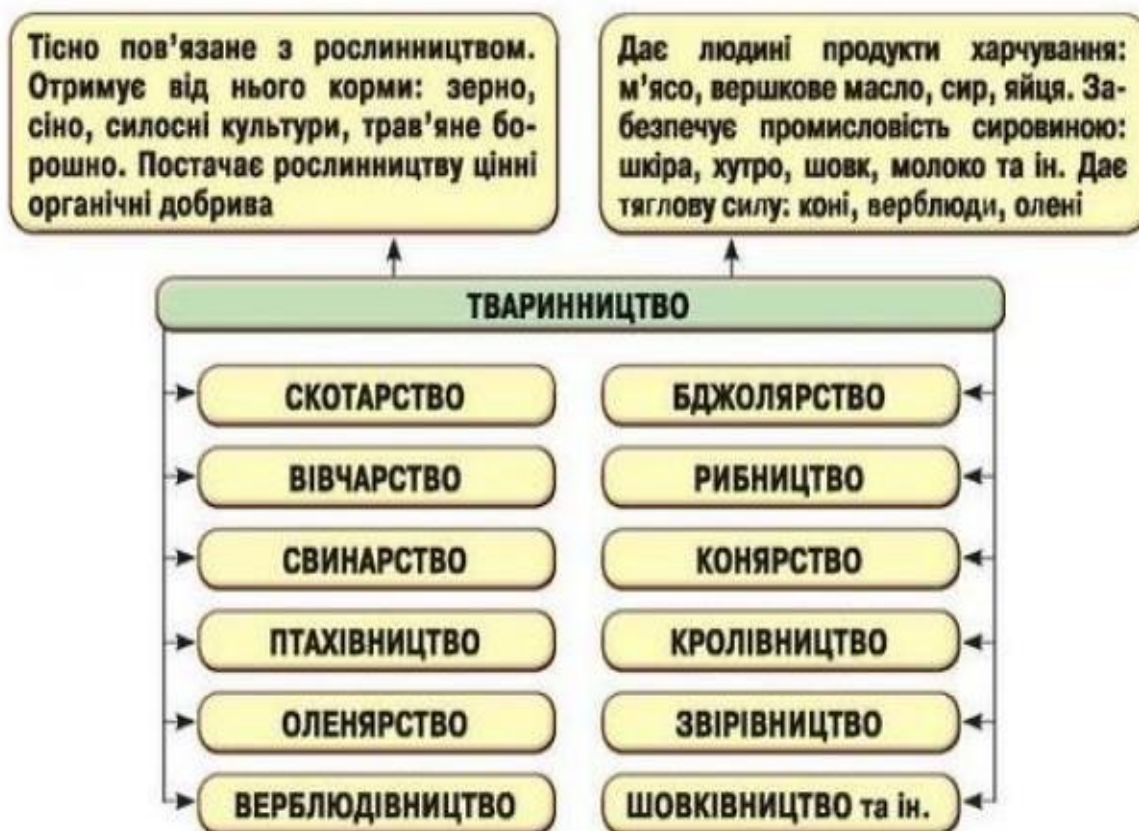 Тісно пов’язане з рослинництвом.
Отримує від нього корми: зерно,
сіно, силосні культури, трав’яне бо-
рошно. Постачає рослинництву цінні
органічні добрива
Дає людині продукти харчування:
м’ясо, вершкове масло, сир, яйця. За-
безпечує промисловість сировиною:
шкіра, хутро, шовк, молоко та ін. Дає
тяглову силу: коні, верблюди, олені
ТВАРИННИЦТВО
СКОТАРСТВО
БДЖОЛЯРСТВО
ВІВЧАРСТВО
РИБНИЦТВО
СВИНАРСТВО
КОНЯРСТВО
ПТАХІВНИЦТВО
КРОЛІВНИЦТВО
ОЛЕНЯРСТВО
ЗВІРІВНИЦТВО
ВЕРБЛЮДІВНИЦТВО
ШОВКІВНИЦТВО та ін.